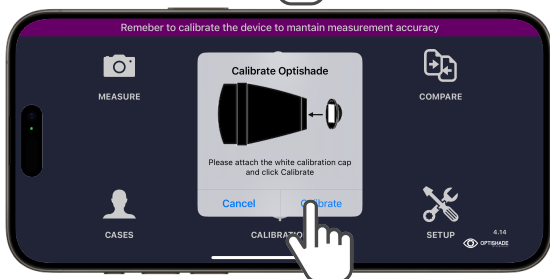 Remeber to calibrate the device to mantain measurement accuracy
Calibrate Optishade
MEASURE
COMPARE
Please attach the white calibration cap
and click Calibrate
Cancel
CASES
SETUP
4.14
OPTISHADE